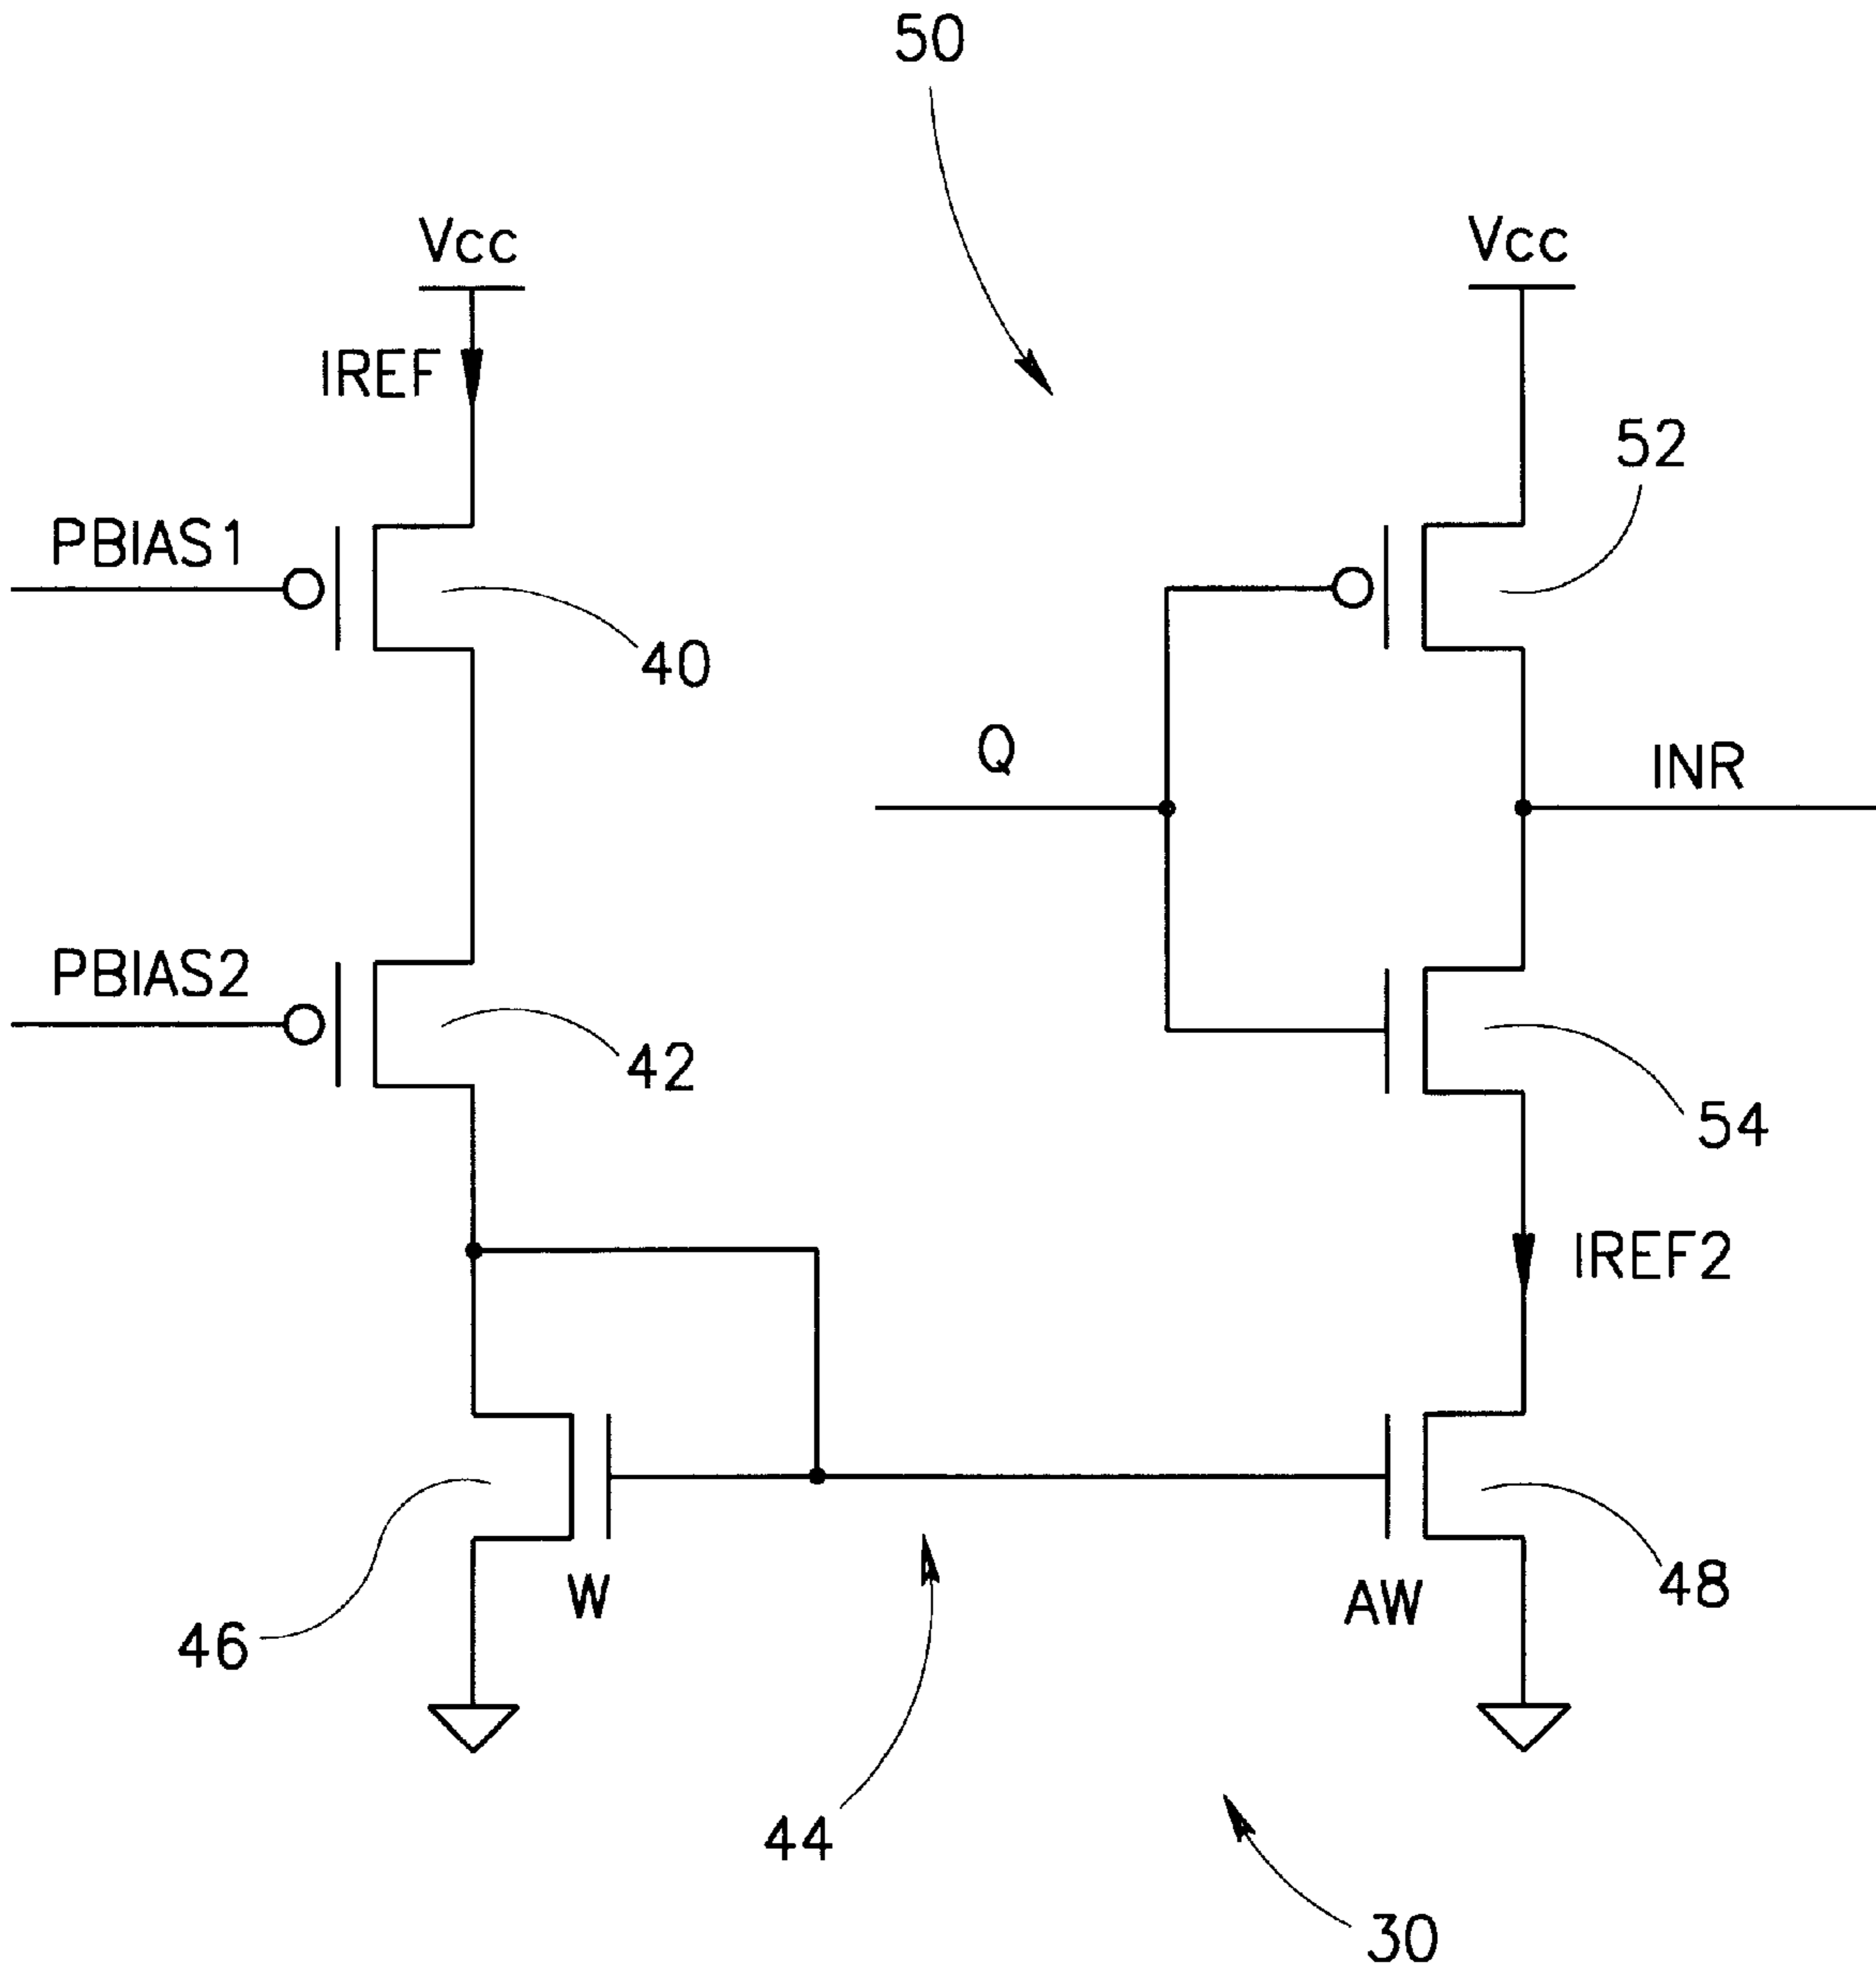 50
Vcc
Vcc
IREF
52
PBIAS1
40
Q
INR
PBIAS2
42
54
IREF2
W
AW
48
46
44
30